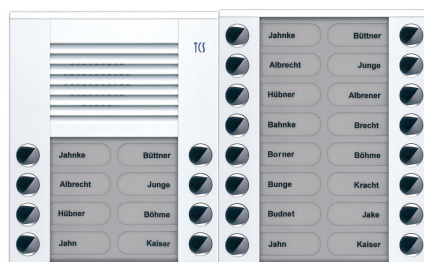 TCS
Jahnke Büttner
Albrecht Junge
Hübner Böhme
Jahn Kaiser
Jahnke Büttner
Albrecht Junge
Hübner Albrener
Bahnke Brecht
Borner Böhme
Bunge Kracht
Budnet Jake
Jahn Kaiser